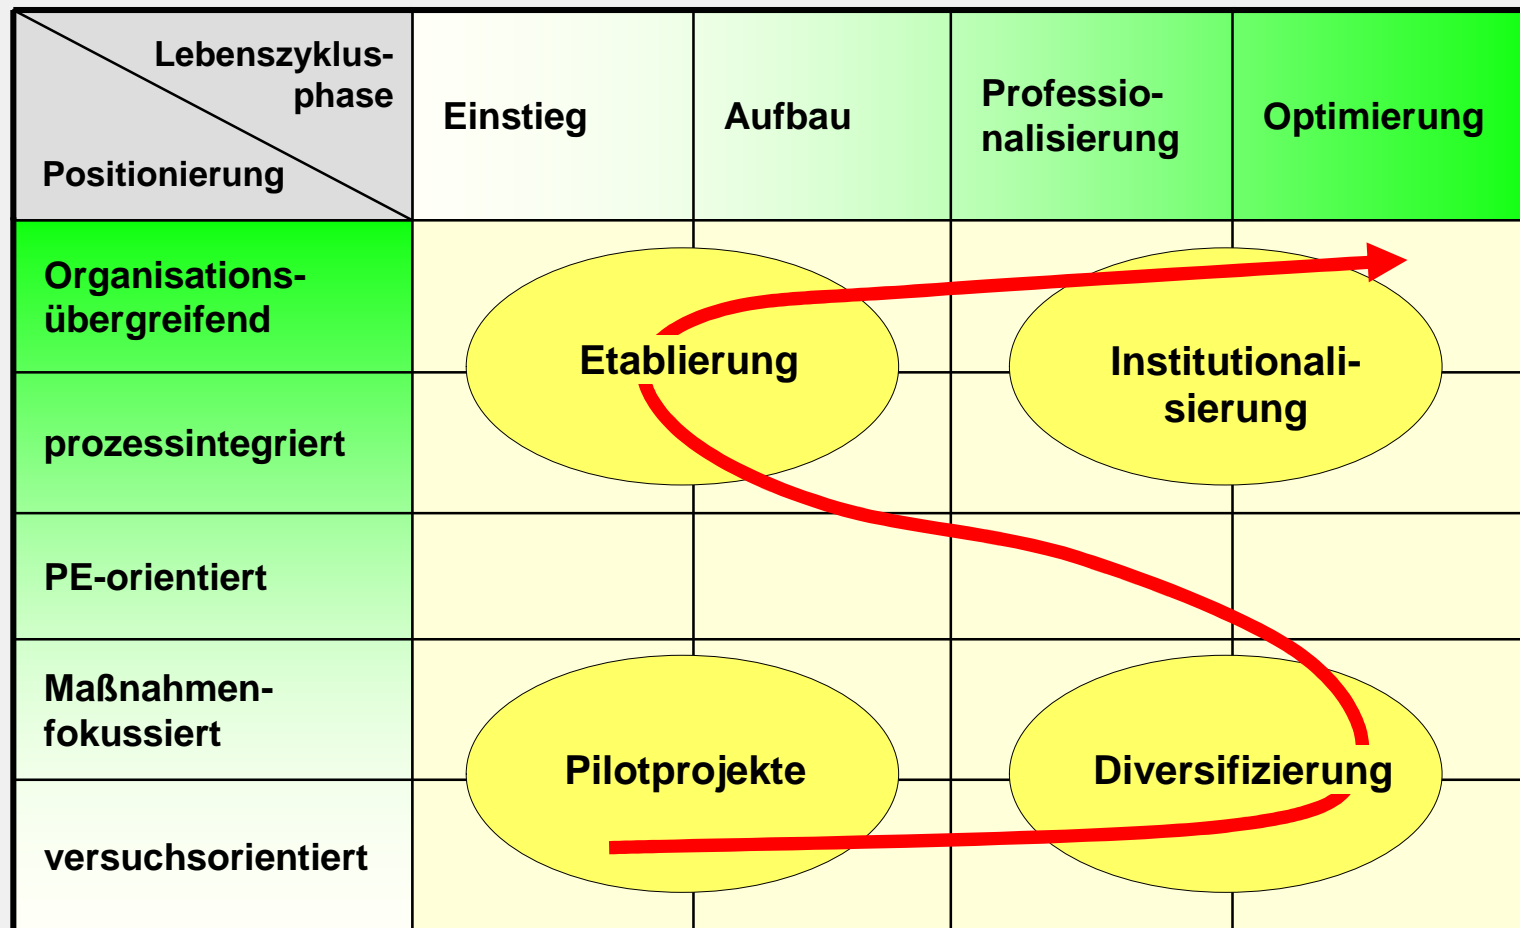 Lebenszyklus-
phase
Positionierung
Einstieg
Aufbau
Professio-
nalisierung
Optimierung
Organisations-
übergreifend
Etablierung
Institutionali-
sierung
prozessintegriert
PE-orientiert
Maßnahmen-
fokussiert
Pilotprojekte
Diversifizierung
versuchsorientiert